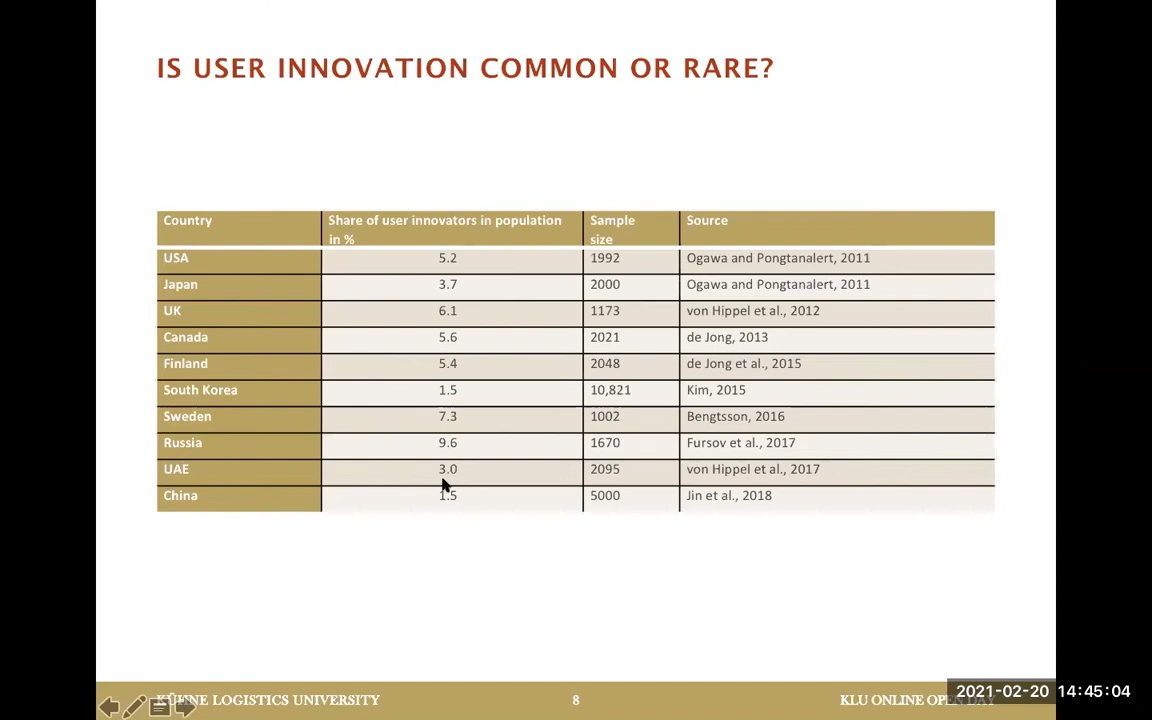 IS USER INNOVATION COMMON OR RARE?
Country Share of user innovators in population in % Sample size Source
USA 5.2 1992 Ogawa and Pongtanalert, 2011
Japan 3.7 2000 Ogawa and Pongtanalert, 2011
UK 6.1 1173 von Hippel et al., 2012
Canada 5.6 2021 de Jong, 2013
Finland 5.4 2048 de Jong et al., 2015
South Korea 1.5 10,821 Kim, 2015
Sweden 7.3 1002 Bengtsson, 2016
Russia 9.6 1670 Fursov et al., 2017
UAE 3.0 2095 von Hippel et al., 2017
China 1.5 5000 Jin et al., 2018
KÜHNE LOGISTICS UNIVERSITY 8 KLU ONLINE OPEN DAY
2021-02-20 14:45:04